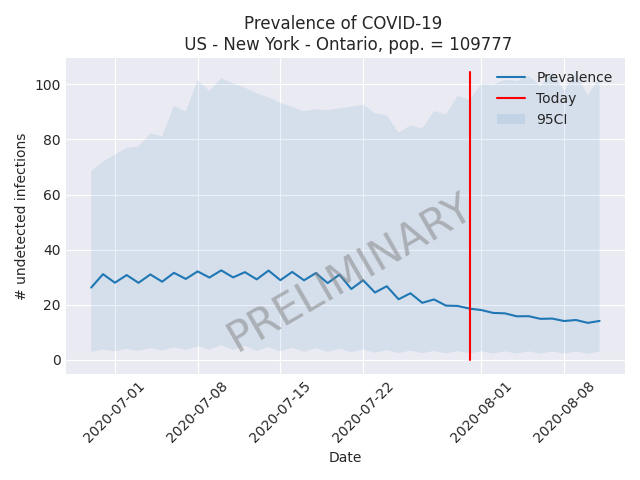 Prevalence of COVID-19
US - New York - Ontario, pop. = 109777
Prevalence
Today
95CI
100
80
60
40
20
0
# undetected infections
PRELIMINARY
2020-07-01
2020-07-08
2020-07-15
2020-07-22
2020-08-01
2020-08-08
Date